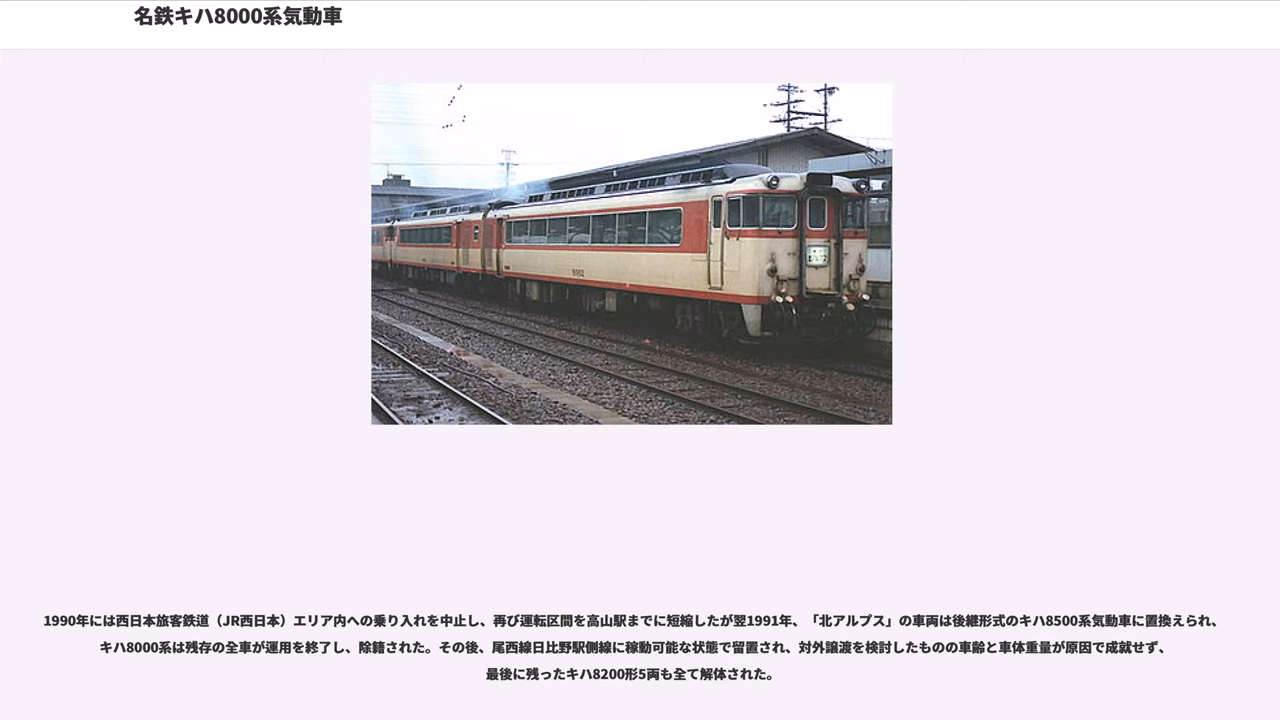 名鉄キハ8000系気動車
1990年には西日本旅客鉄道（JR西日本）エリア内への乗り入れを中止し、再び運転区間を高山駅までに短縮したが翌1991年、「北アルプス」の車両は後継形式のキハ8500系気動車に置換えられ、
キハ8000系は残存の全車が運用を終了し、除籍された。その後、尾西線日比野駅側線に稼動可能な状態で留置され、対外譲渡を検討したものの車齢と車体重量が原因で成就せず、
最後に残ったキハ8200形5両も全て解体された。